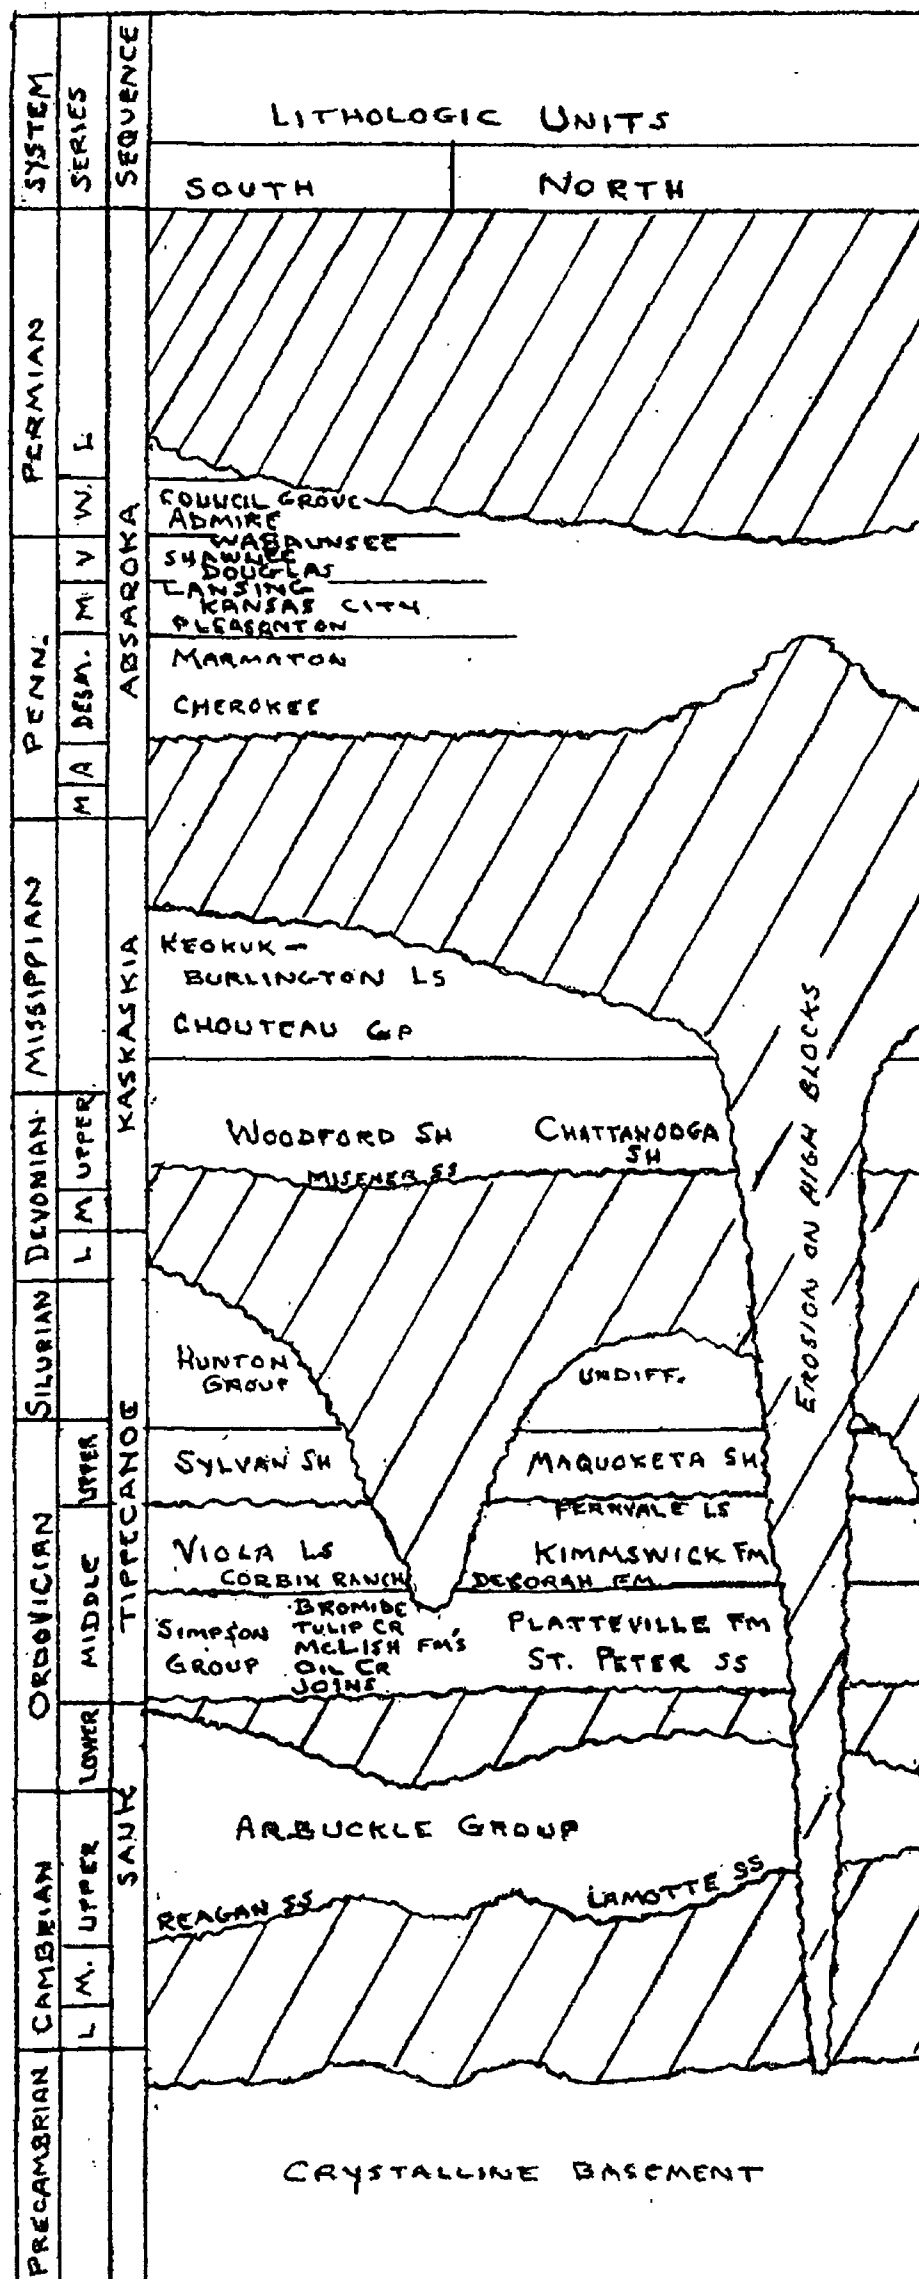 SYSTEM
SERIES
SEQUENCE
LITHOLOGIC UNITS
SOUTH
NORTH
PERMIAN
L
W.
PENN.
V
M
DESM.
A
M
ABSAROKA
COUNCIL GROVE
ADMIRE
WABAUNSEE
SHAWNEE
DOUGLAS
LANSING
KANSAS CITY
PLEASANTON
MARMATON
CHEROKEE
MISSIPPIAN
KASKASKIA
KEOKUK –
BURLINGTON LS
CHOUTEAU GP
EROSION ON HIGH BLOCKS
DEVONIAN
UPPER
M
L
WOODFORD SH
CHATTANOOGA
SH
MISENER SS
SILURIAN
TIPPECANOE
HUNTON
GROUP
UNDIFF.
ORDOVICIAN
UPPER
MIDDLE
LOWER
SYLVAN SH
MAQUOKETA SH
FERNVALE LS
VIOLA LS
KIMMSWICK FM
CORBIN RANCH
DECORAH FM
SIMPSON
GROUP
BROMIDE
TULIP CR
MCLISH FM'S
OIL CR
JOINS
PLATTEVILLE FM
ST. PETER SS
SAUK
ARBUCKLE GROUP
CAMBRIAN
UPPER
M.
L
REAGAN SS
LAMOTTE SS
PRECAMBRIAN
CRYSTALLINE BASEMENT